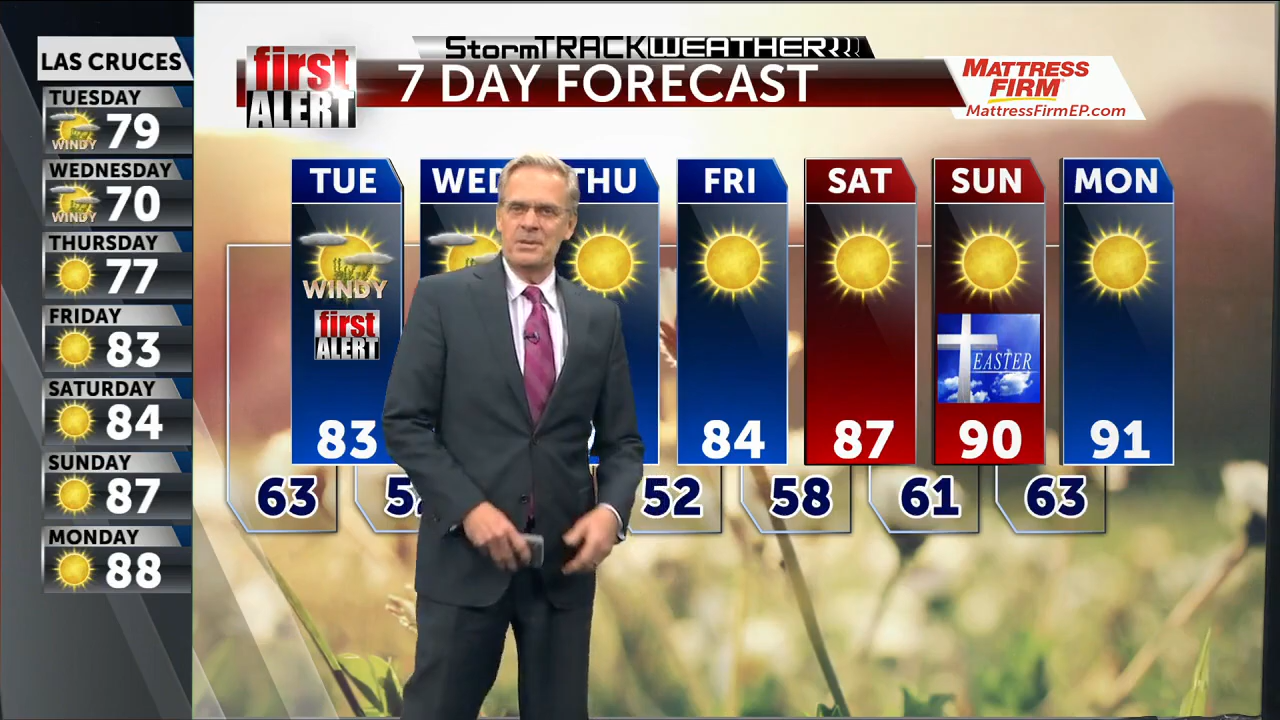 LAS CRUCES
TUESDAY
WINDY 79
WEDNESDAY
WINDY 70
THURSDAY
77
FRIDAY
83
SATURDAY
84
SUNDAY
87
MONDAY
88
StormTRACKWEATHER
first
ALERT
7 DAY FORECAST
MATTRESS
FIRM
MattressFirmEP.com
TUE WED THU FRI SAT SUN MON
WINDY
first
ALERT
EASTER
83 84 87 90 91
63 52 58 61 63